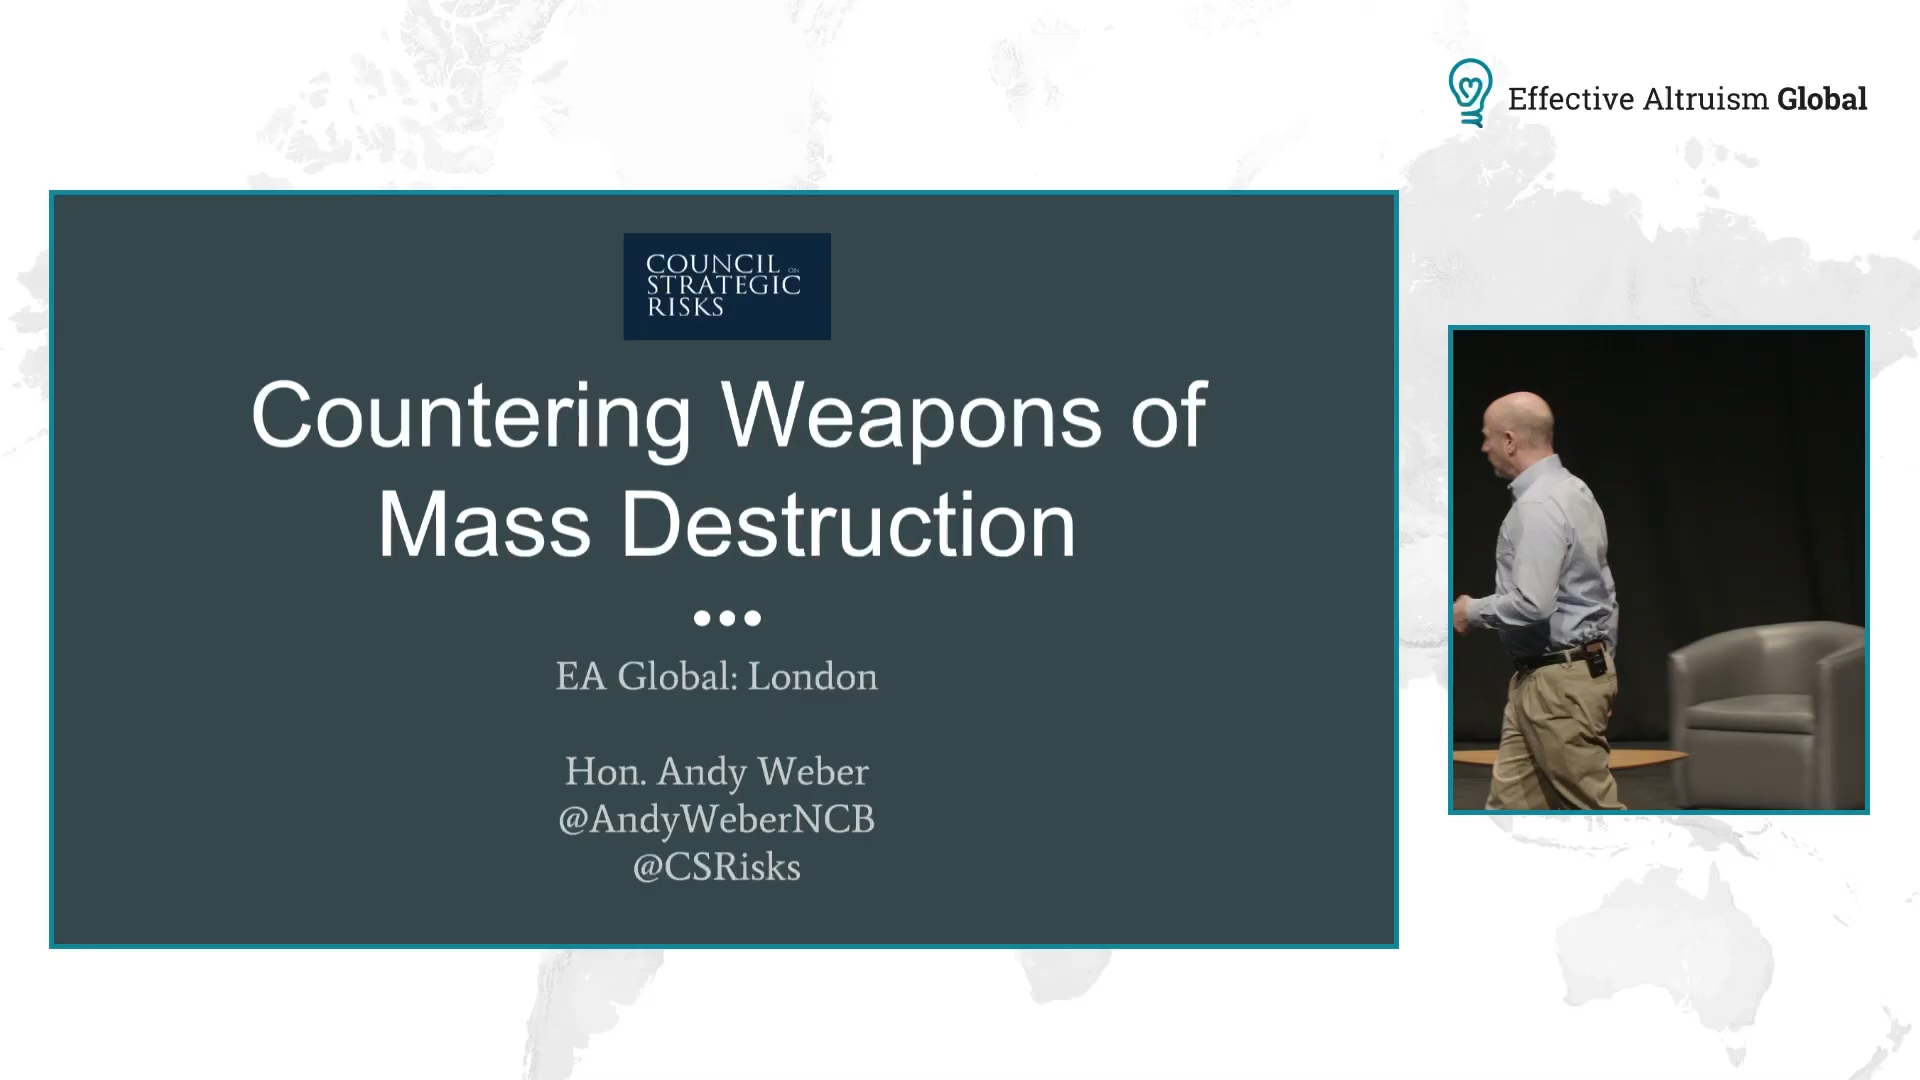 Effective Altruism Global
COUNCIL ON
STRATEGIC
RISKS
Countering Weapons of
Mass Destruction
EA Global: London
Hon. Andy Weber
@AndyWeberNCB
@CSRisks